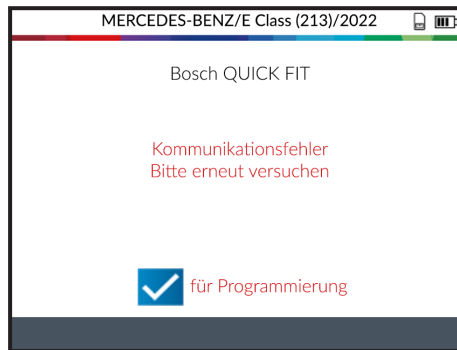 MERCEDES-BENZ/E Class (213)/2022
Bosch QUICK FIT
Kommunikationsfehler
Bitte erneut versuchen
für Programmierung